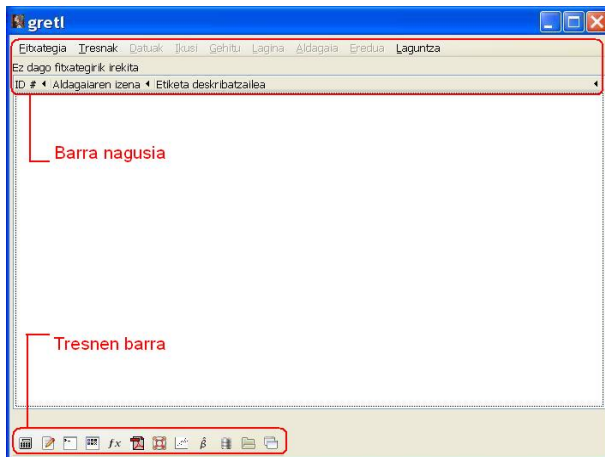 gretl
Fitxategia Tresnak Datuak Ikusi Gehitu Lagina Aldagaia Eredua Laguntza
Ez dago fitxategirik irekita
ID # Aldagaiaren izena Etiketa deskribatzailea
Barra nagusia
Tresnen barra
fx
β̂